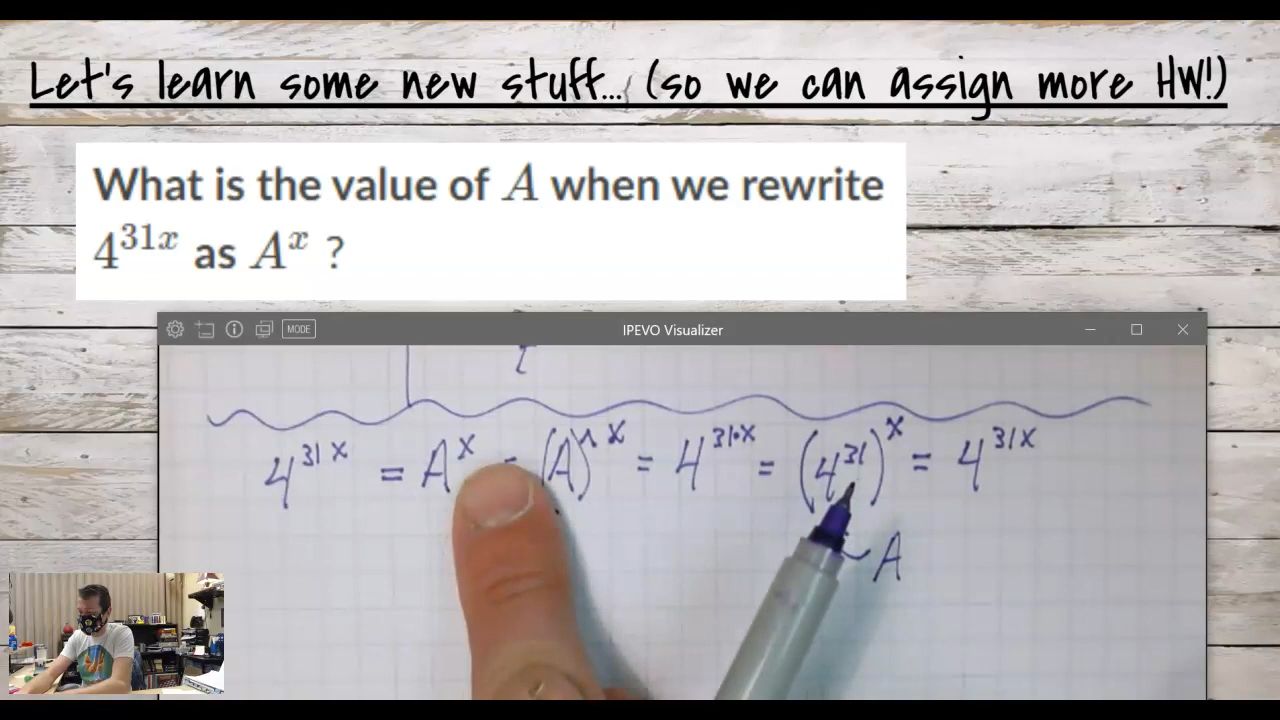 Let's learn some new stuff... (so we can assign more HW!)
What is the value of A when we rewrite
4^{31x} as A^x ?
MODE
IPEVO Visualizer
4^{31x} = A^x = (A)^{^x} = 4^{31·x} = (4^{31})^x = 4^{31x}
A